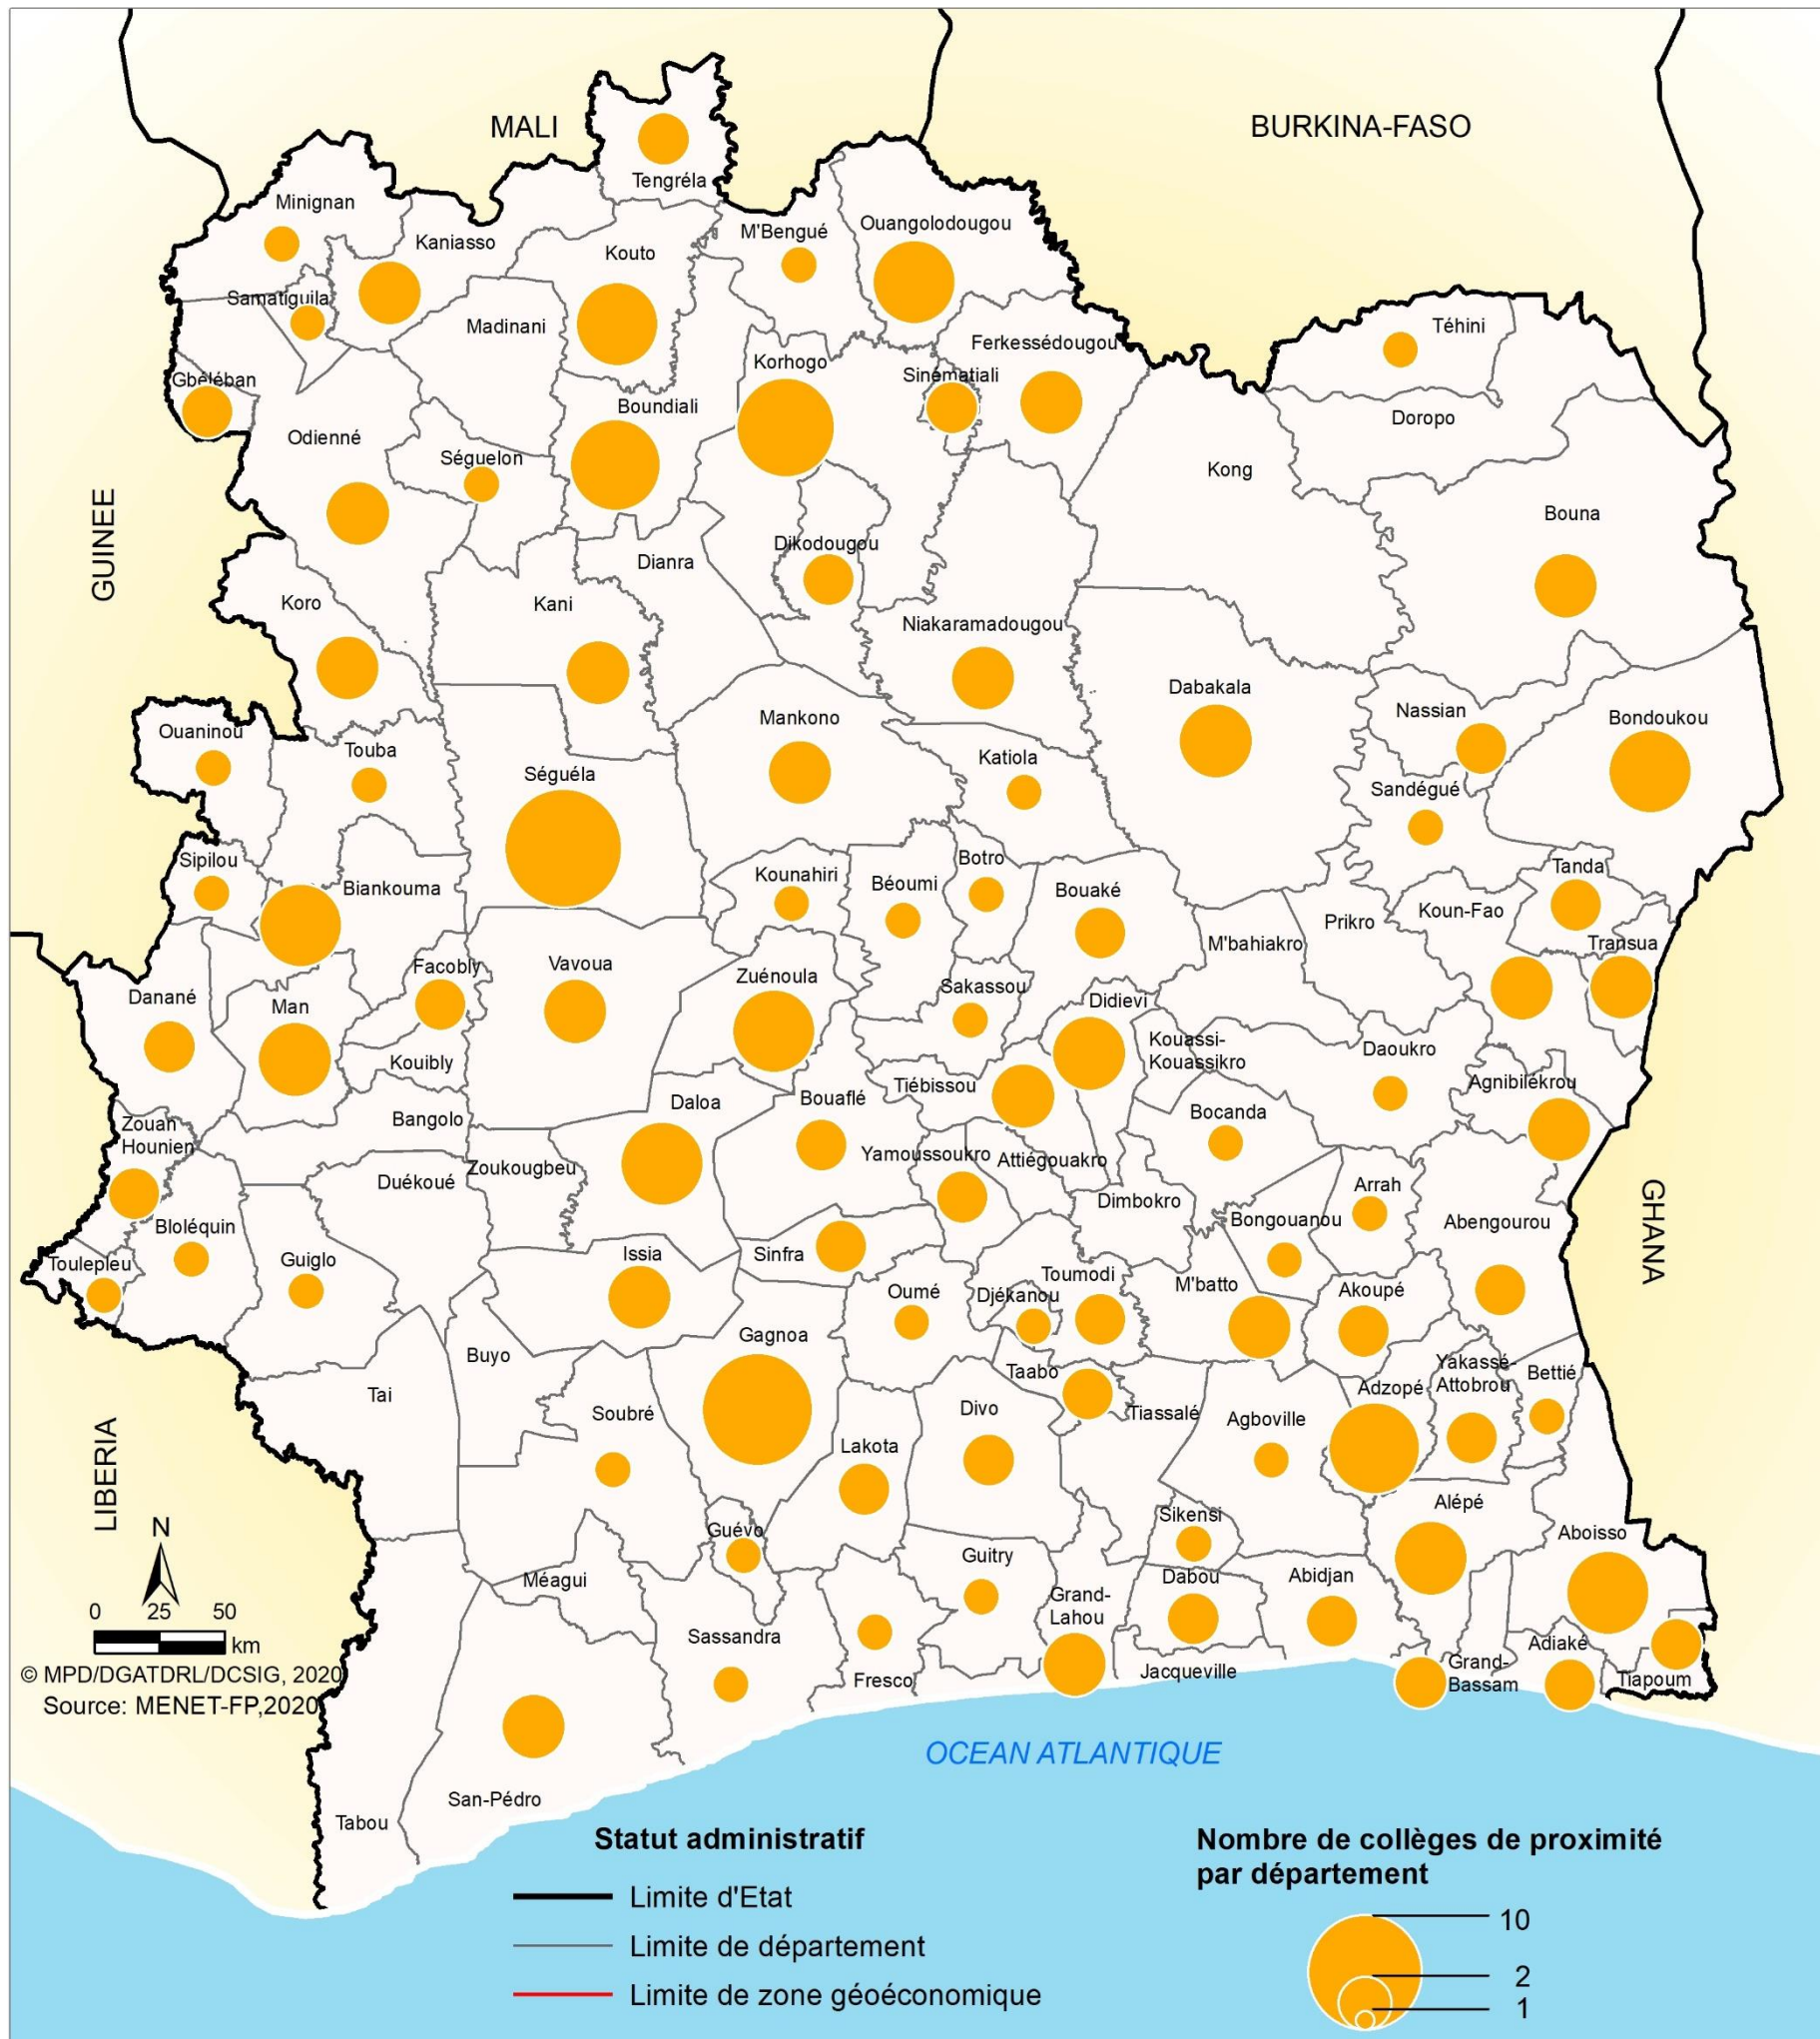 MALI
BURKINA-FASO
Tengréla
Minignan
M'Bengué
Ouangolodougou
Kaniasso
Kouto
Samatiguila
Madinani
Téhini
Ferkessédougou
Korhogo
Sinématiali
Gbéléban
Boundiali
Doropo
Odienné
Séguelon
Kong
Bouna
GUINEE
Dikodougou
Dianra
Koro
Kani
Niakaramadougou
Dabakala
Nassian
Bondoukou
Mankono
Ouaninou
Touba
Katiola
Séguéla
Sandégué
Sipilou
Botro
Tanda
Kounahiri
Béoumi
Biankouma
Bouaké
Koun-Fao
Prikro
M'bahiakro
Transua
Facobly
Vavoua
Zuénoula
Sakassou
Danané
Didievi
Man
Kouassi-
Kouassikro
Daoukro
Kouibly
Agnibilékrou
Tiébissou
Daloa
Bouaflé
Bocanda
Bangolo
Zouan
Hounien
Yamoussoukro
Attiégouakro
Zoukougbeu
Duékoué
Arrah
Dimbokro
Bloléquin
Bongouanou
Abengourou
GHANA
Issia
Sinfra
Guiglo
Toulepleu
Toumodi
M'batto
Akoupé
Oumé
Djékanou
Gagnoa
Buyo
Yakassé-
Attobrou
Bettié
Taabo
Adzopé
Tai
Divo
Soubré
Tiassalé
Agboville
Lakota
LIBERIA
Alépé
Sikensi
Guévo
Aboisso
N
Guitry
Méagui
Dabou
Abidjan
Grand-
Lahou
0 25 50
km
Sassandra
Adiaké
Jacqueville
Grand-
Bassam
Fresco
Tiapoum
© MPD/DGATDRL/DCSIG, 2020
Source: MENET-FP,2020
OCEAN ATLANTIQUE
San-Pédro
Tabou
Statut administratif
Limite d'Etat
Limite de département
Limite de zone géoéconomique
Nombre de collèges de proximité
par département
10
2
1